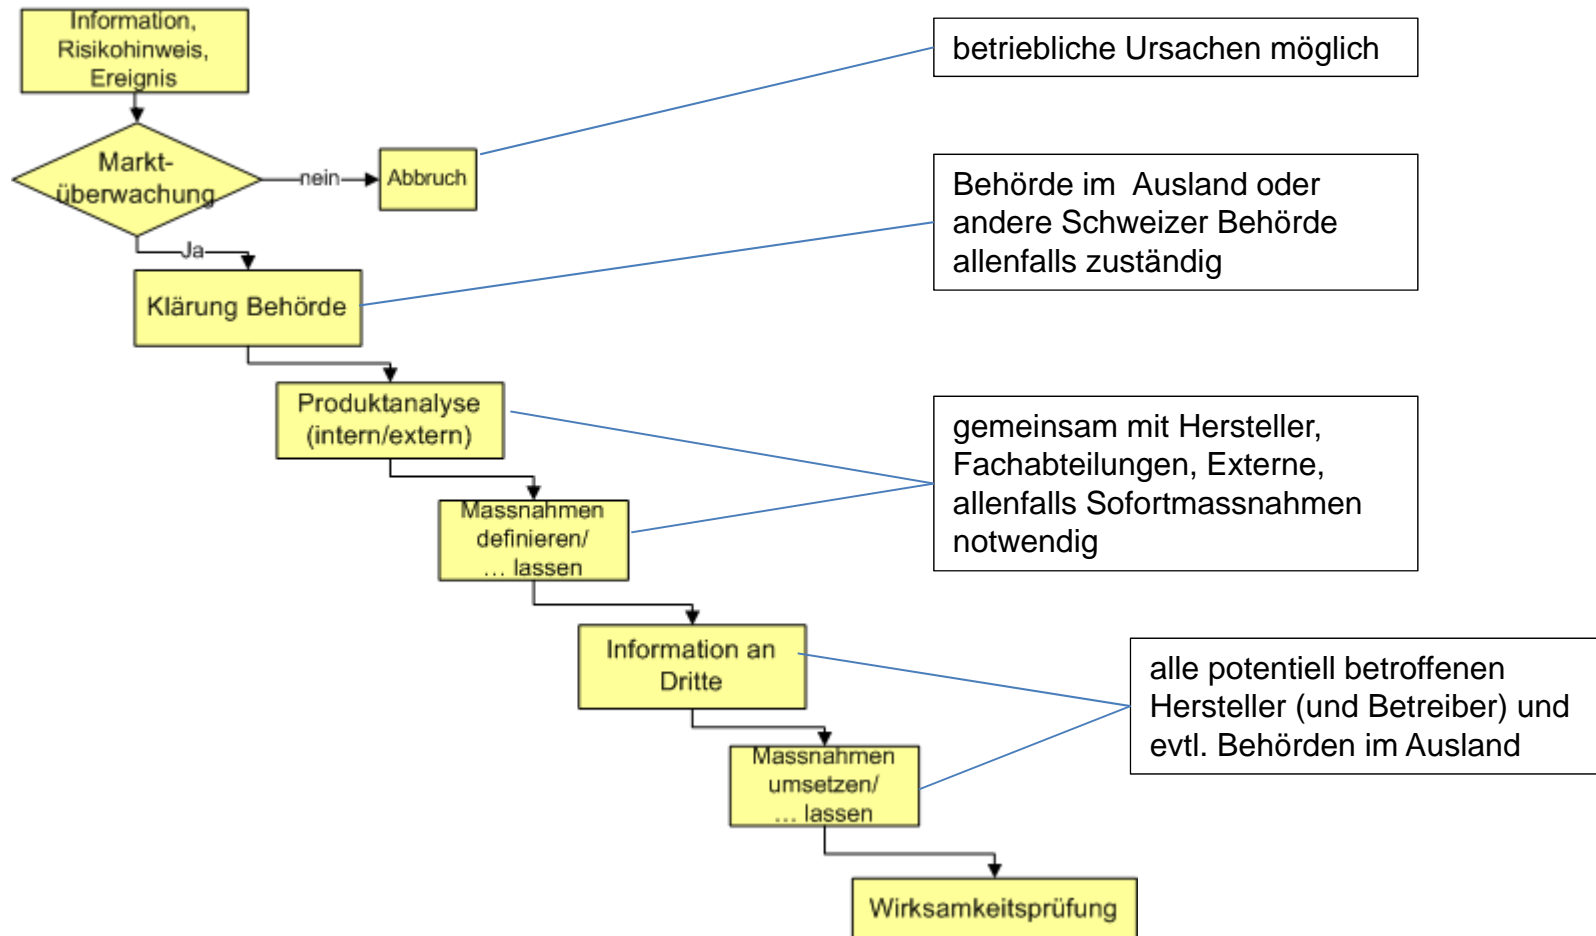 Information,
Risikohinweis,
Ereignis
betriebliche Ursachen möglich
Markt-
überwachung
nein
Abbruch
Behörde im  Ausland oder
andere Schweizer Behörde
allenfalls zuständig
Ja
Klärung Behörde
Produktanalyse
(intern/extern)
gemeinsam mit Hersteller,
Fachabteilungen, Externe,
allenfalls Sofortmassnahmen
notwendig
Massnahmen
definieren/
... lassen
Information an
Dritte
alle potentiell betroffenen
Hersteller (und Betreiber) und
evtl. Behörden im Ausland
Massnahmen
umsetzen/
... lassen
Wirksamkeitsprüfung